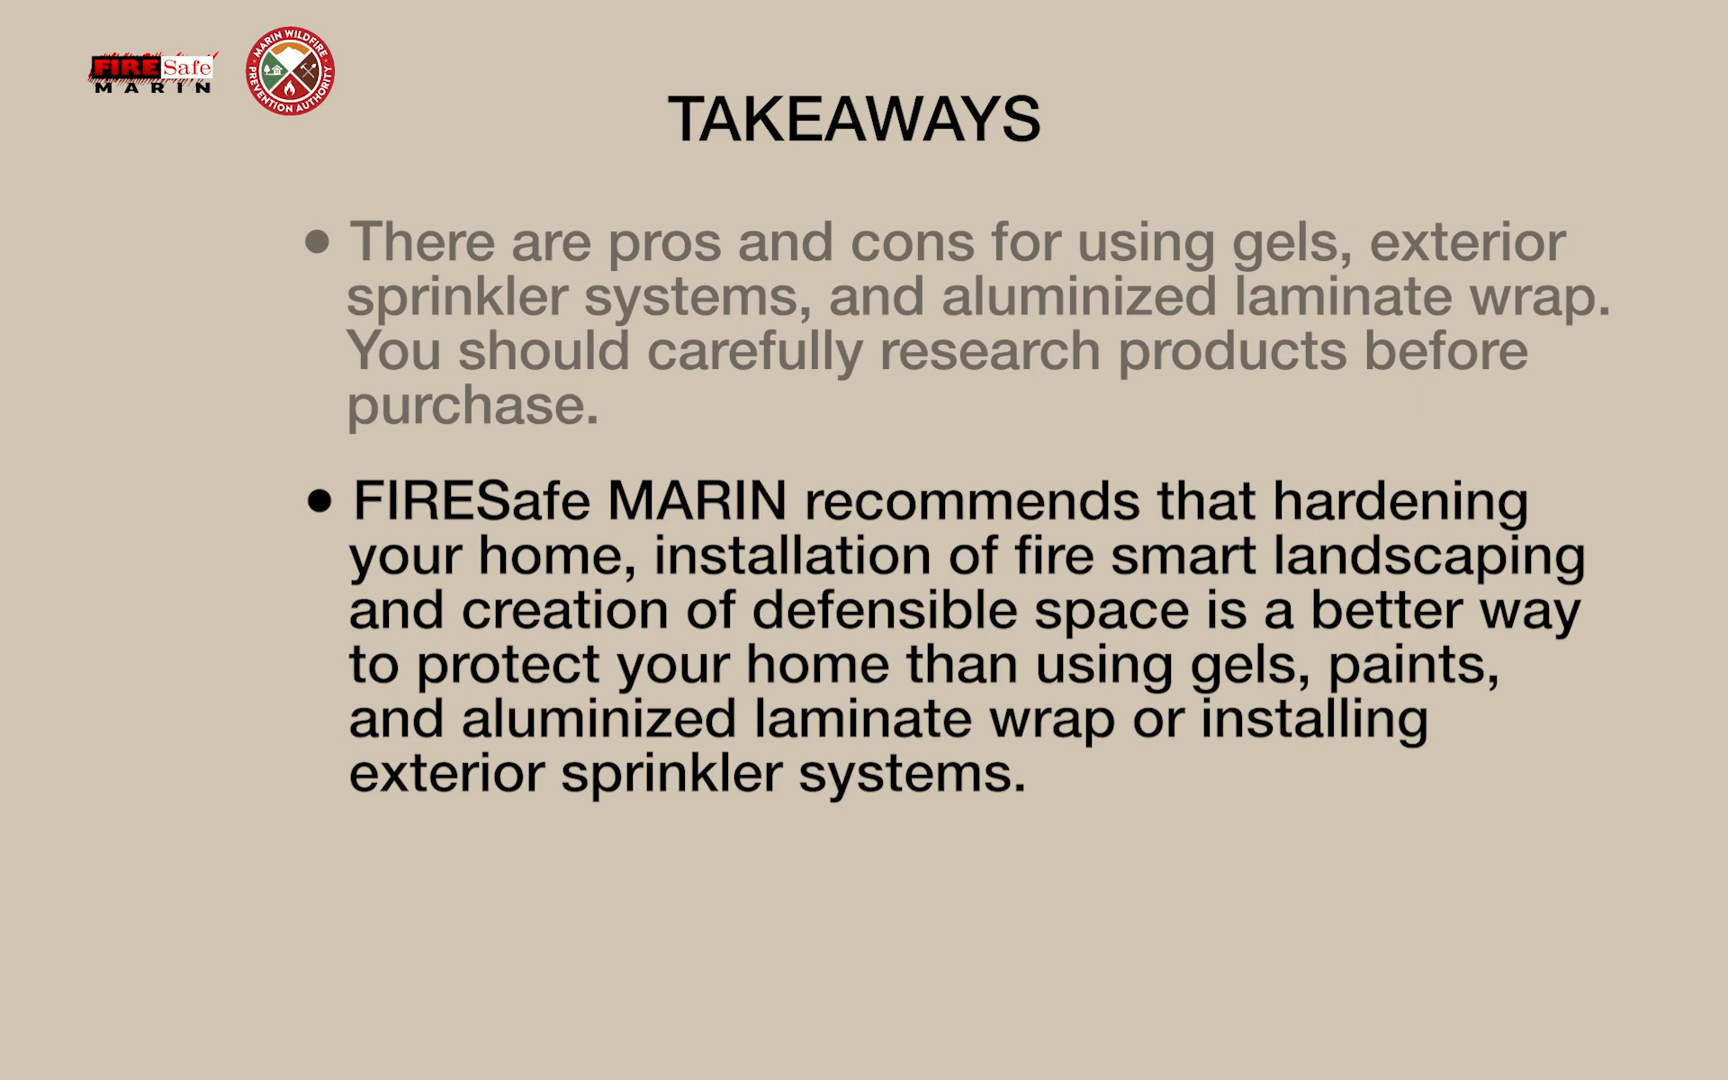 FIRESafe
MARIN
MARIN WILDFIRE
PREVENTION AUTHORITY
TAKEAWAYS
• There are pros and cons for using gels, exterior
sprinkler systems, and aluminized laminate wrap.
You should carefully research products before
purchase.
• FIRESafe MARIN recommends that hardening
your home, installation of fire smart landscaping
and creation of defensible space is a better way
to protect your home than using gels, paints,
and aluminized laminate wrap or installing
exterior sprinkler systems.